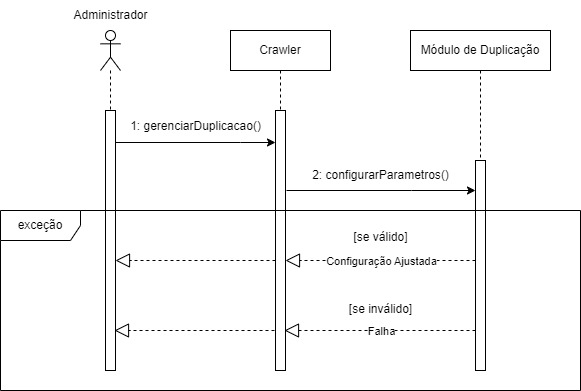 Administrador
Crawler
Módulo de Duplicação
1: gerenciarDuplicacao()
2: configurarParametros()
exceção
[se válido]
Configuração Ajustada
[se inválido]
Falha